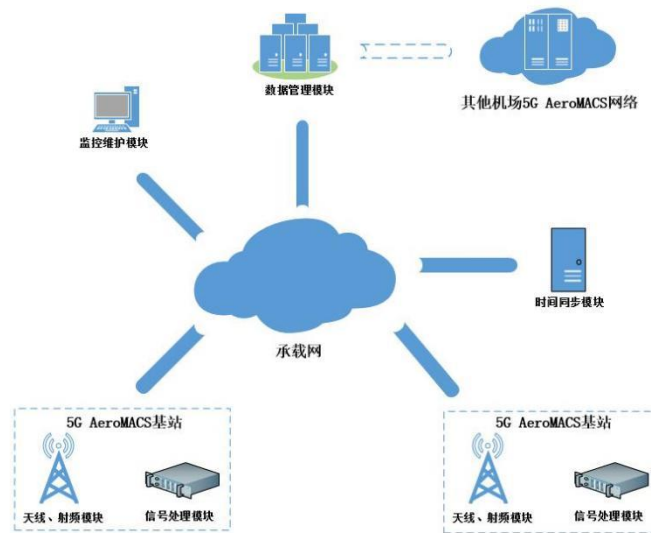 数据管理模块
其他机场5G AeroMACS网络
监控维护模块
时间同步模块
承载网
5G AeroMACS基站
天线、射频模块
信号处理模块
5G AeroMACS基站
天线、射频模块
信号处理模块